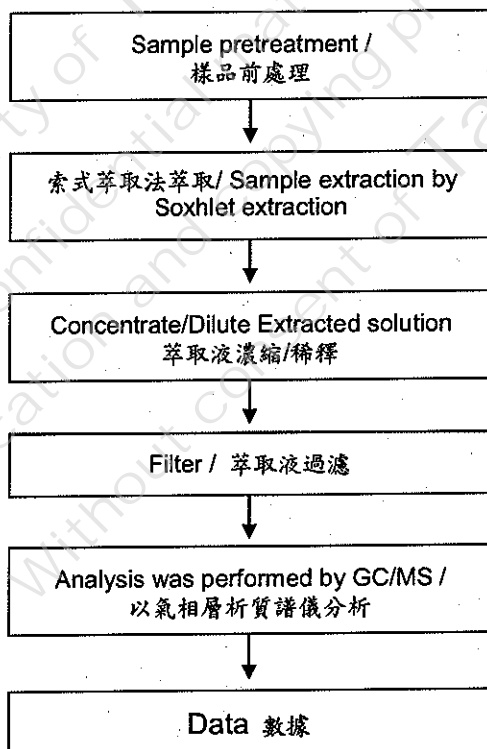 Sample pretreatment /
樣品前處理
索式萃取法萃取/ Sample extraction by
Soxhlet extraction
Concentrate/Dilute Extracted solution
萃取液濃縮/稀釋
Filter / 萃取液過濾
Analysis was performed by GC/MS /
以氣相層析質譜儀分析
Data 數據